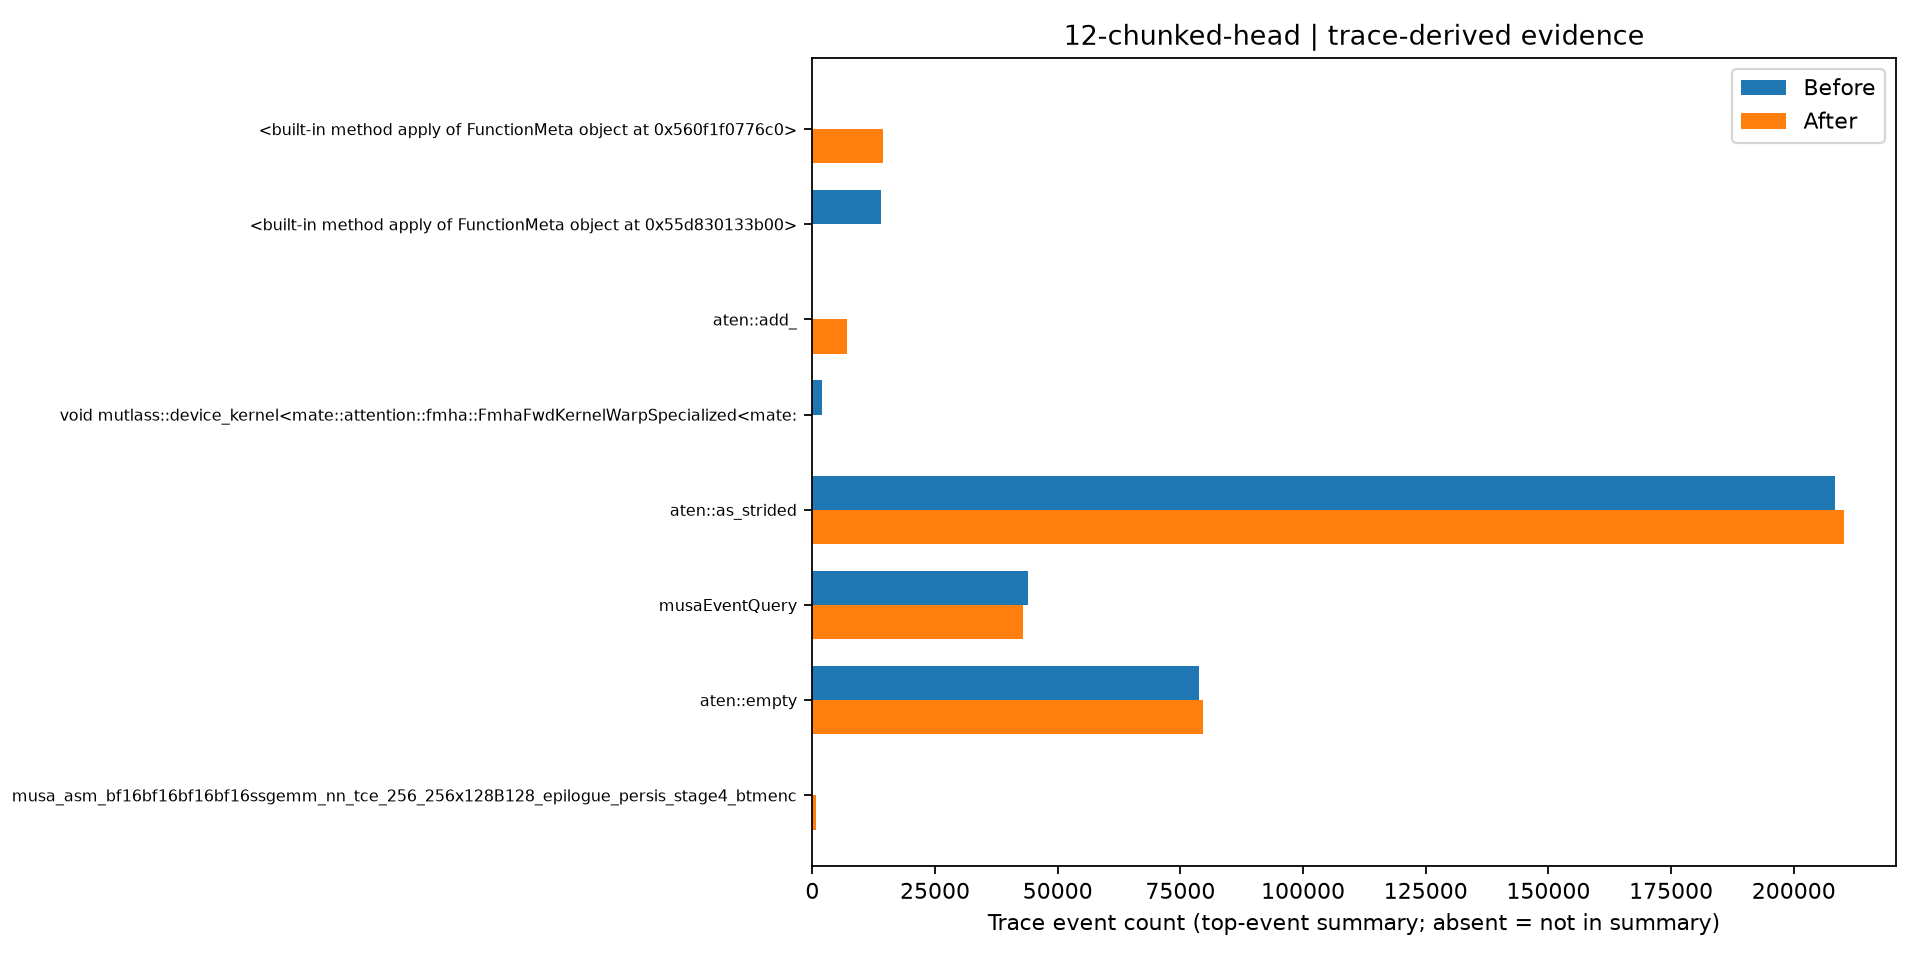 12-chunked-head | trace-derived evidence
Before
After
<built-in method apply of FunctionMeta object at 0x560f1f0776c0>
<built-in method apply of FunctionMeta object at 0x55d830133b00>
aten::add_
void mutlass::device_kernel<mate::attention::fmha::FmhaFwdKernelWarpSpecialized<mate:
aten::as_strided
musaEventQuery
aten::empty
musa_asm_bf16bf16bf16bf16ssgemm_nn_tce_256_256x128B128_epilogue_persis_stage4_btmenc
0 25000 50000 75000 100000 125000 150000 175000 200000
Trace event count (top-event summary; absent = not in summary)